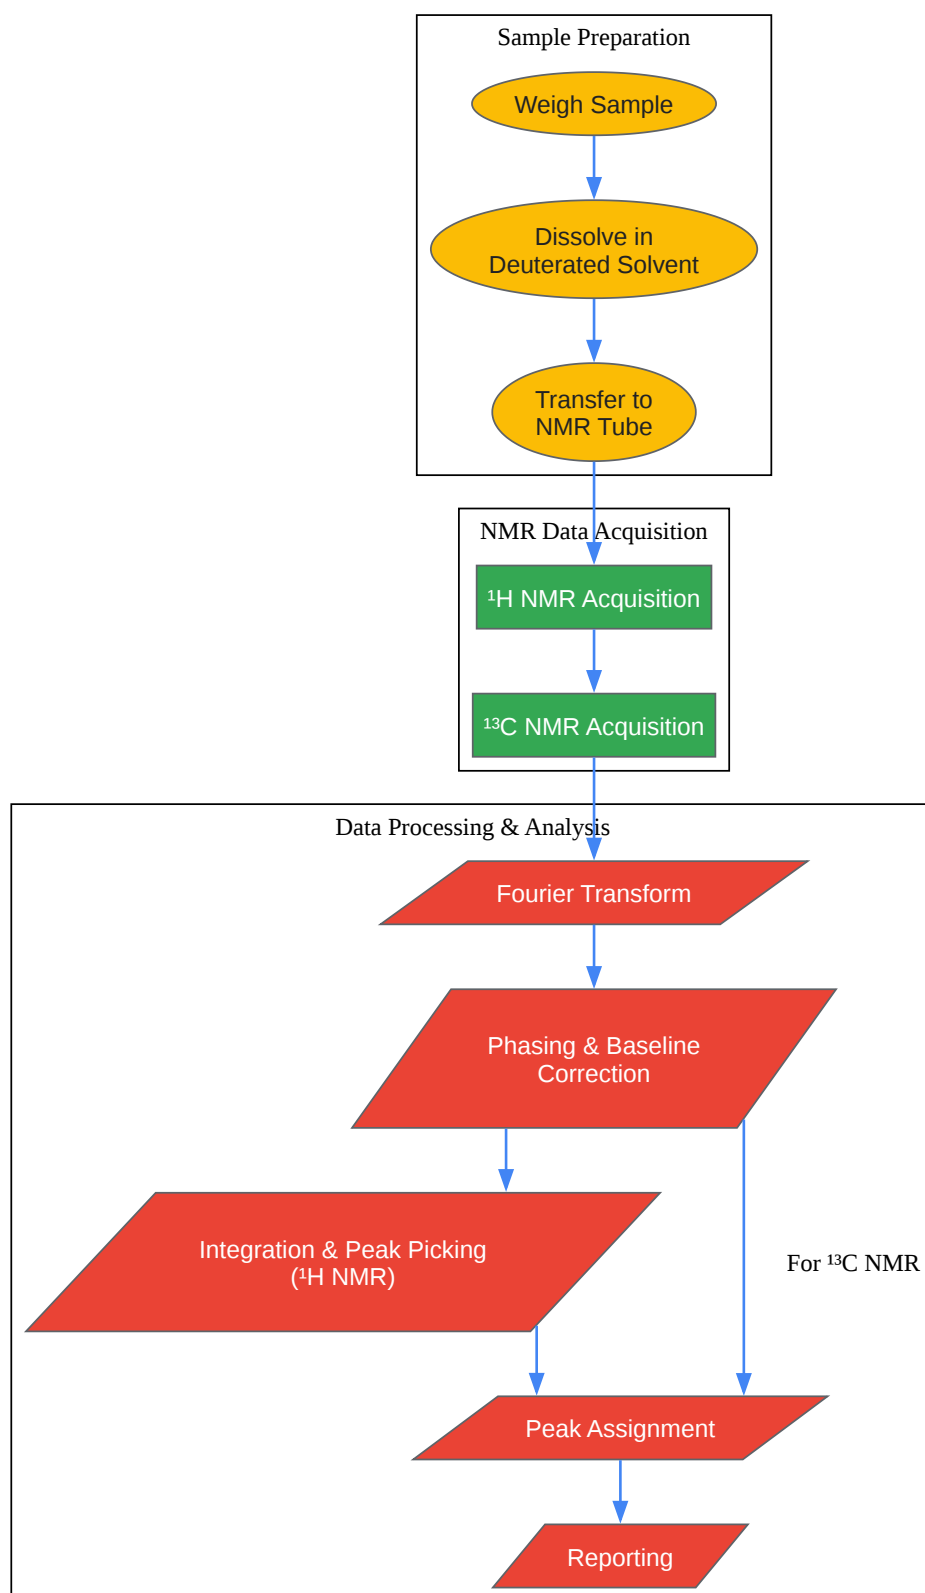 Sample Preparation
Weigh Sample
Dissolve in
Deuterated Solvent
Transfer to
NMR Tube
NMR Data Acquisition
¹H NMR Acquisition
¹³C NMR Acquisition
Data Processing & Analysis
Fourier Transform
Phasing & Baseline
Correction
Integration & Peak Picking
(¹H NMR)
For ¹³C NMR
Peak Assignment
Reporting